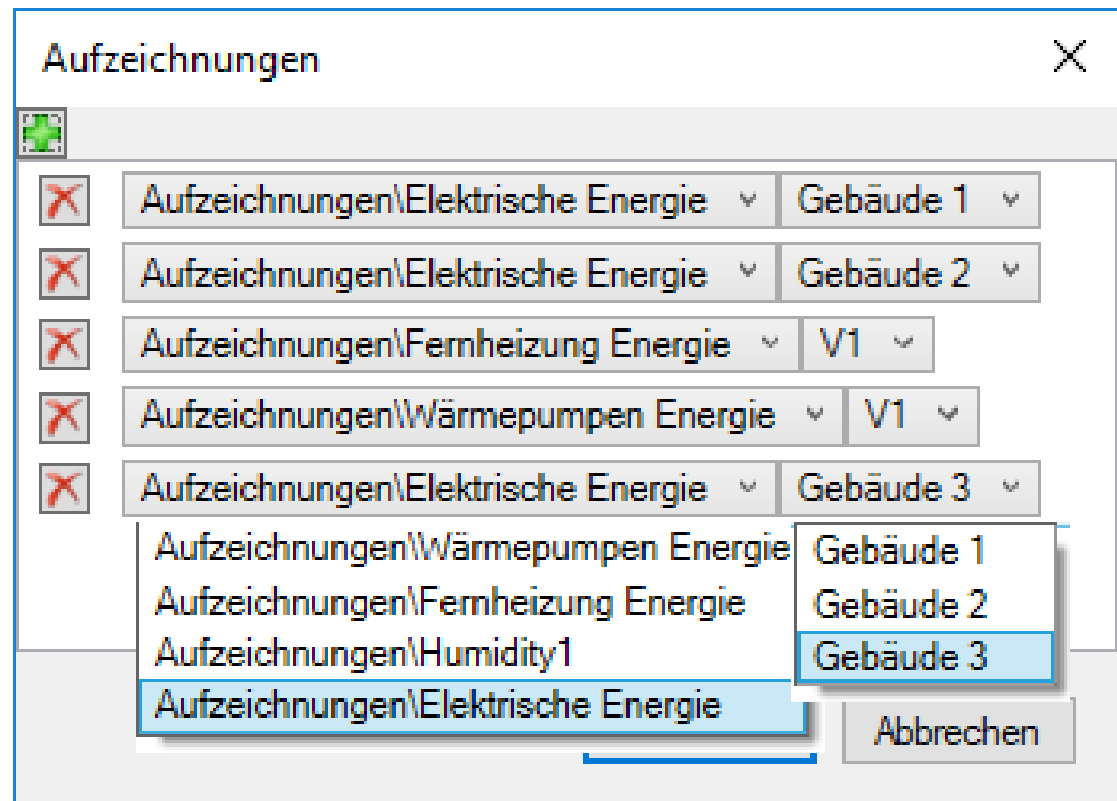 Aufzeichnungen
Aufzeichnungen\Elektrische Energie Gebäude 1
Aufzeichnungen\Elektrische Energie Gebäude 2
Aufzeichnungen\Fernheizung Energie V1
Aufzeichnungen\Wärmepumpen Energie V1
Aufzeichnungen\Elektrische Energie Gebäude 3
Aufzeichnungen\Wärmepumpen Energie Gebäude 1
Aufzeichnungen\Fernheizung Energie Gebäude 2
Aufzeichnungen\Humidity1 Gebäude 3
Aufzeichnungen\Elektrische Energie
Abbrechen